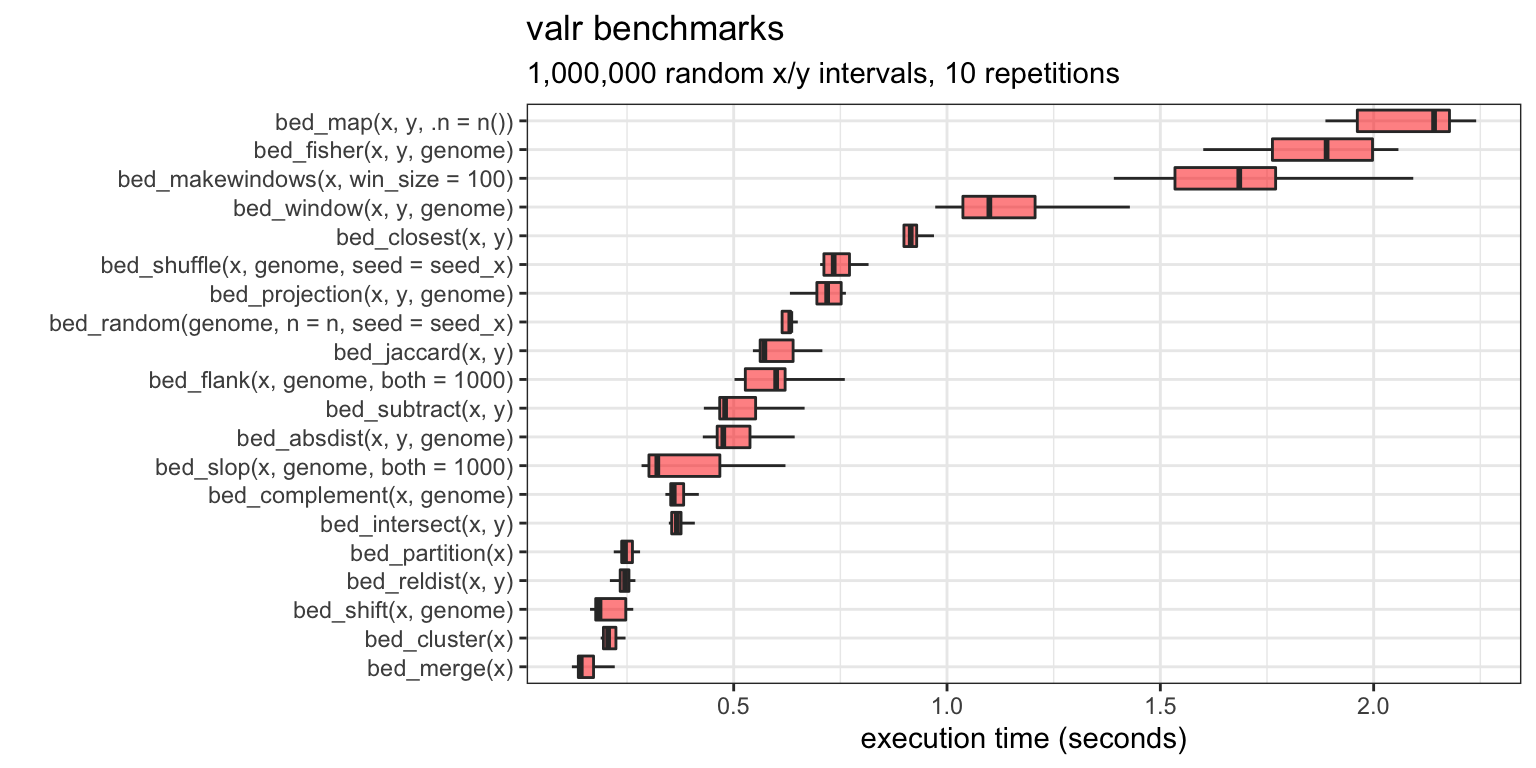 valr benchmarks
1,000,000 random x/y intervals, 10 repetitions
bed_map(x, y, .n = n())
bed_fisher(x, y, genome)
bed_makewindows(x, win_size = 100)
bed_window(x, y, genome)
bed_closest(x, y)
bed_shuffle(x, genome, seed = seed_x)
bed_projection(x, y, genome)
bed_random(genome, n = n, seed = seed_x)
bed_jaccard(x, y)
bed_flank(x, genome, both = 1000)
bed_subtract(x, y)
bed_absdist(x, y, genome)
bed_slop(x, genome, both = 1000)
bed_complement(x, genome)
bed_intersect(x, y)
bed_partition(x)
bed_reldist(x, y)
bed_shift(x, genome)
bed_cluster(x)
bed_merge(x)
0.5 1.0 1.5 2.0
execution time (seconds)